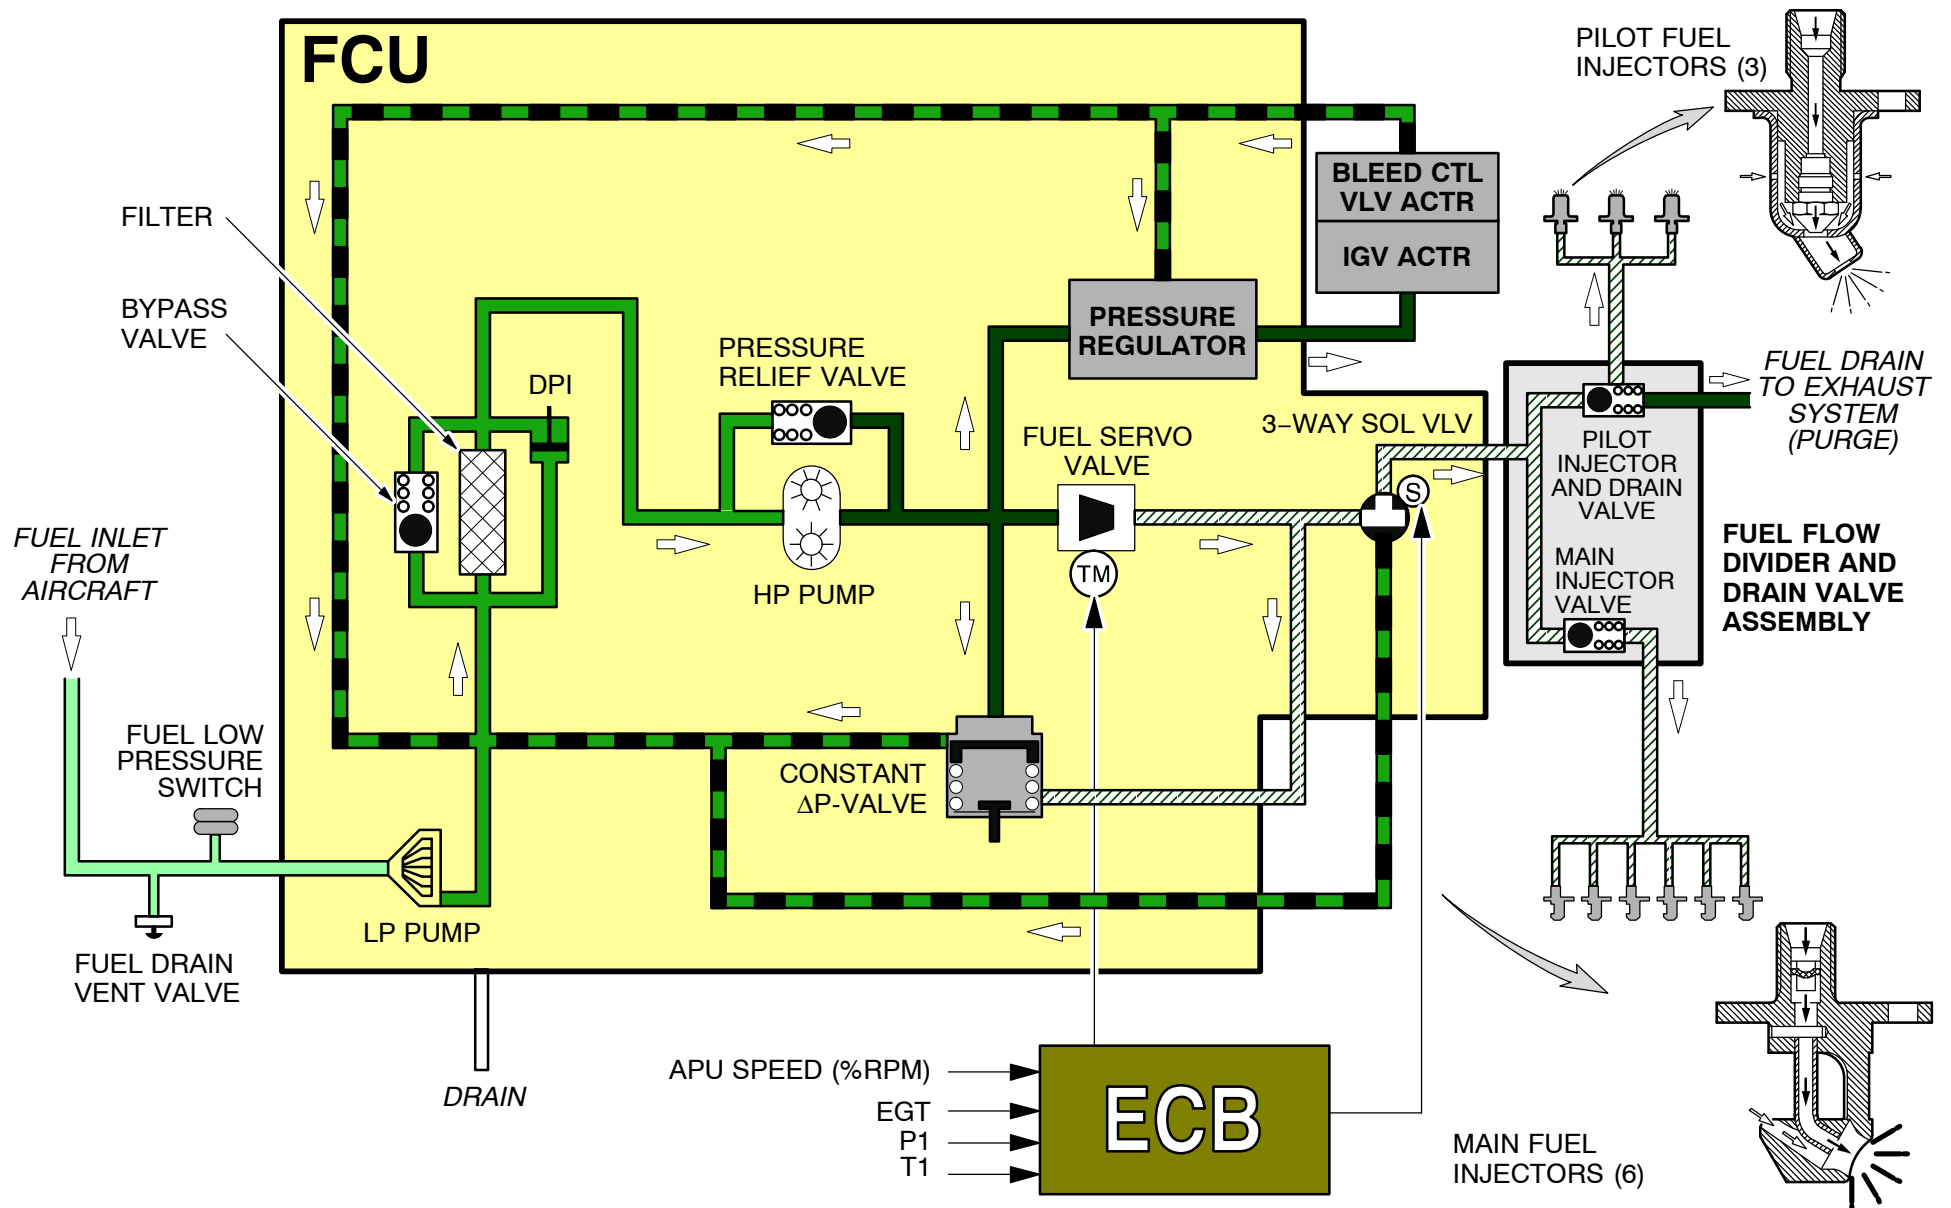 FCU
PILOT FUEL
INJECTORS (3)
BLEED CTL
VLV ACTR
IGV ACTR
FILTER
BYPASS
VALVE
PRESSURE
REGULATOR
PRESSURE
RELIEF VALVE
DPI
FUEL DRAIN
TO EXHAUST
SYSTEM
(PURGE)
3–WAY SOL VLV
FUEL SERVO
VALVE
S
PILOT
INJECTOR
AND DRAIN
VALVE
FUEL INLET
FROM
AIRCRAFT
FUEL FLOW
DIVIDER AND
DRAIN VALVE
ASSEMBLY
MAIN
INJECTOR
VALVE
TM
HP PUMP
FUEL LOW
PRESSURE
SWITCH
CONSTANT
ΔP-VALVE
LP PUMP
FUEL DRAIN
VENT VALVE
DRAIN
APU SPEED (%RPM)
EGT
P1
T1
ECB
MAIN FUEL
INJECTORS (6)